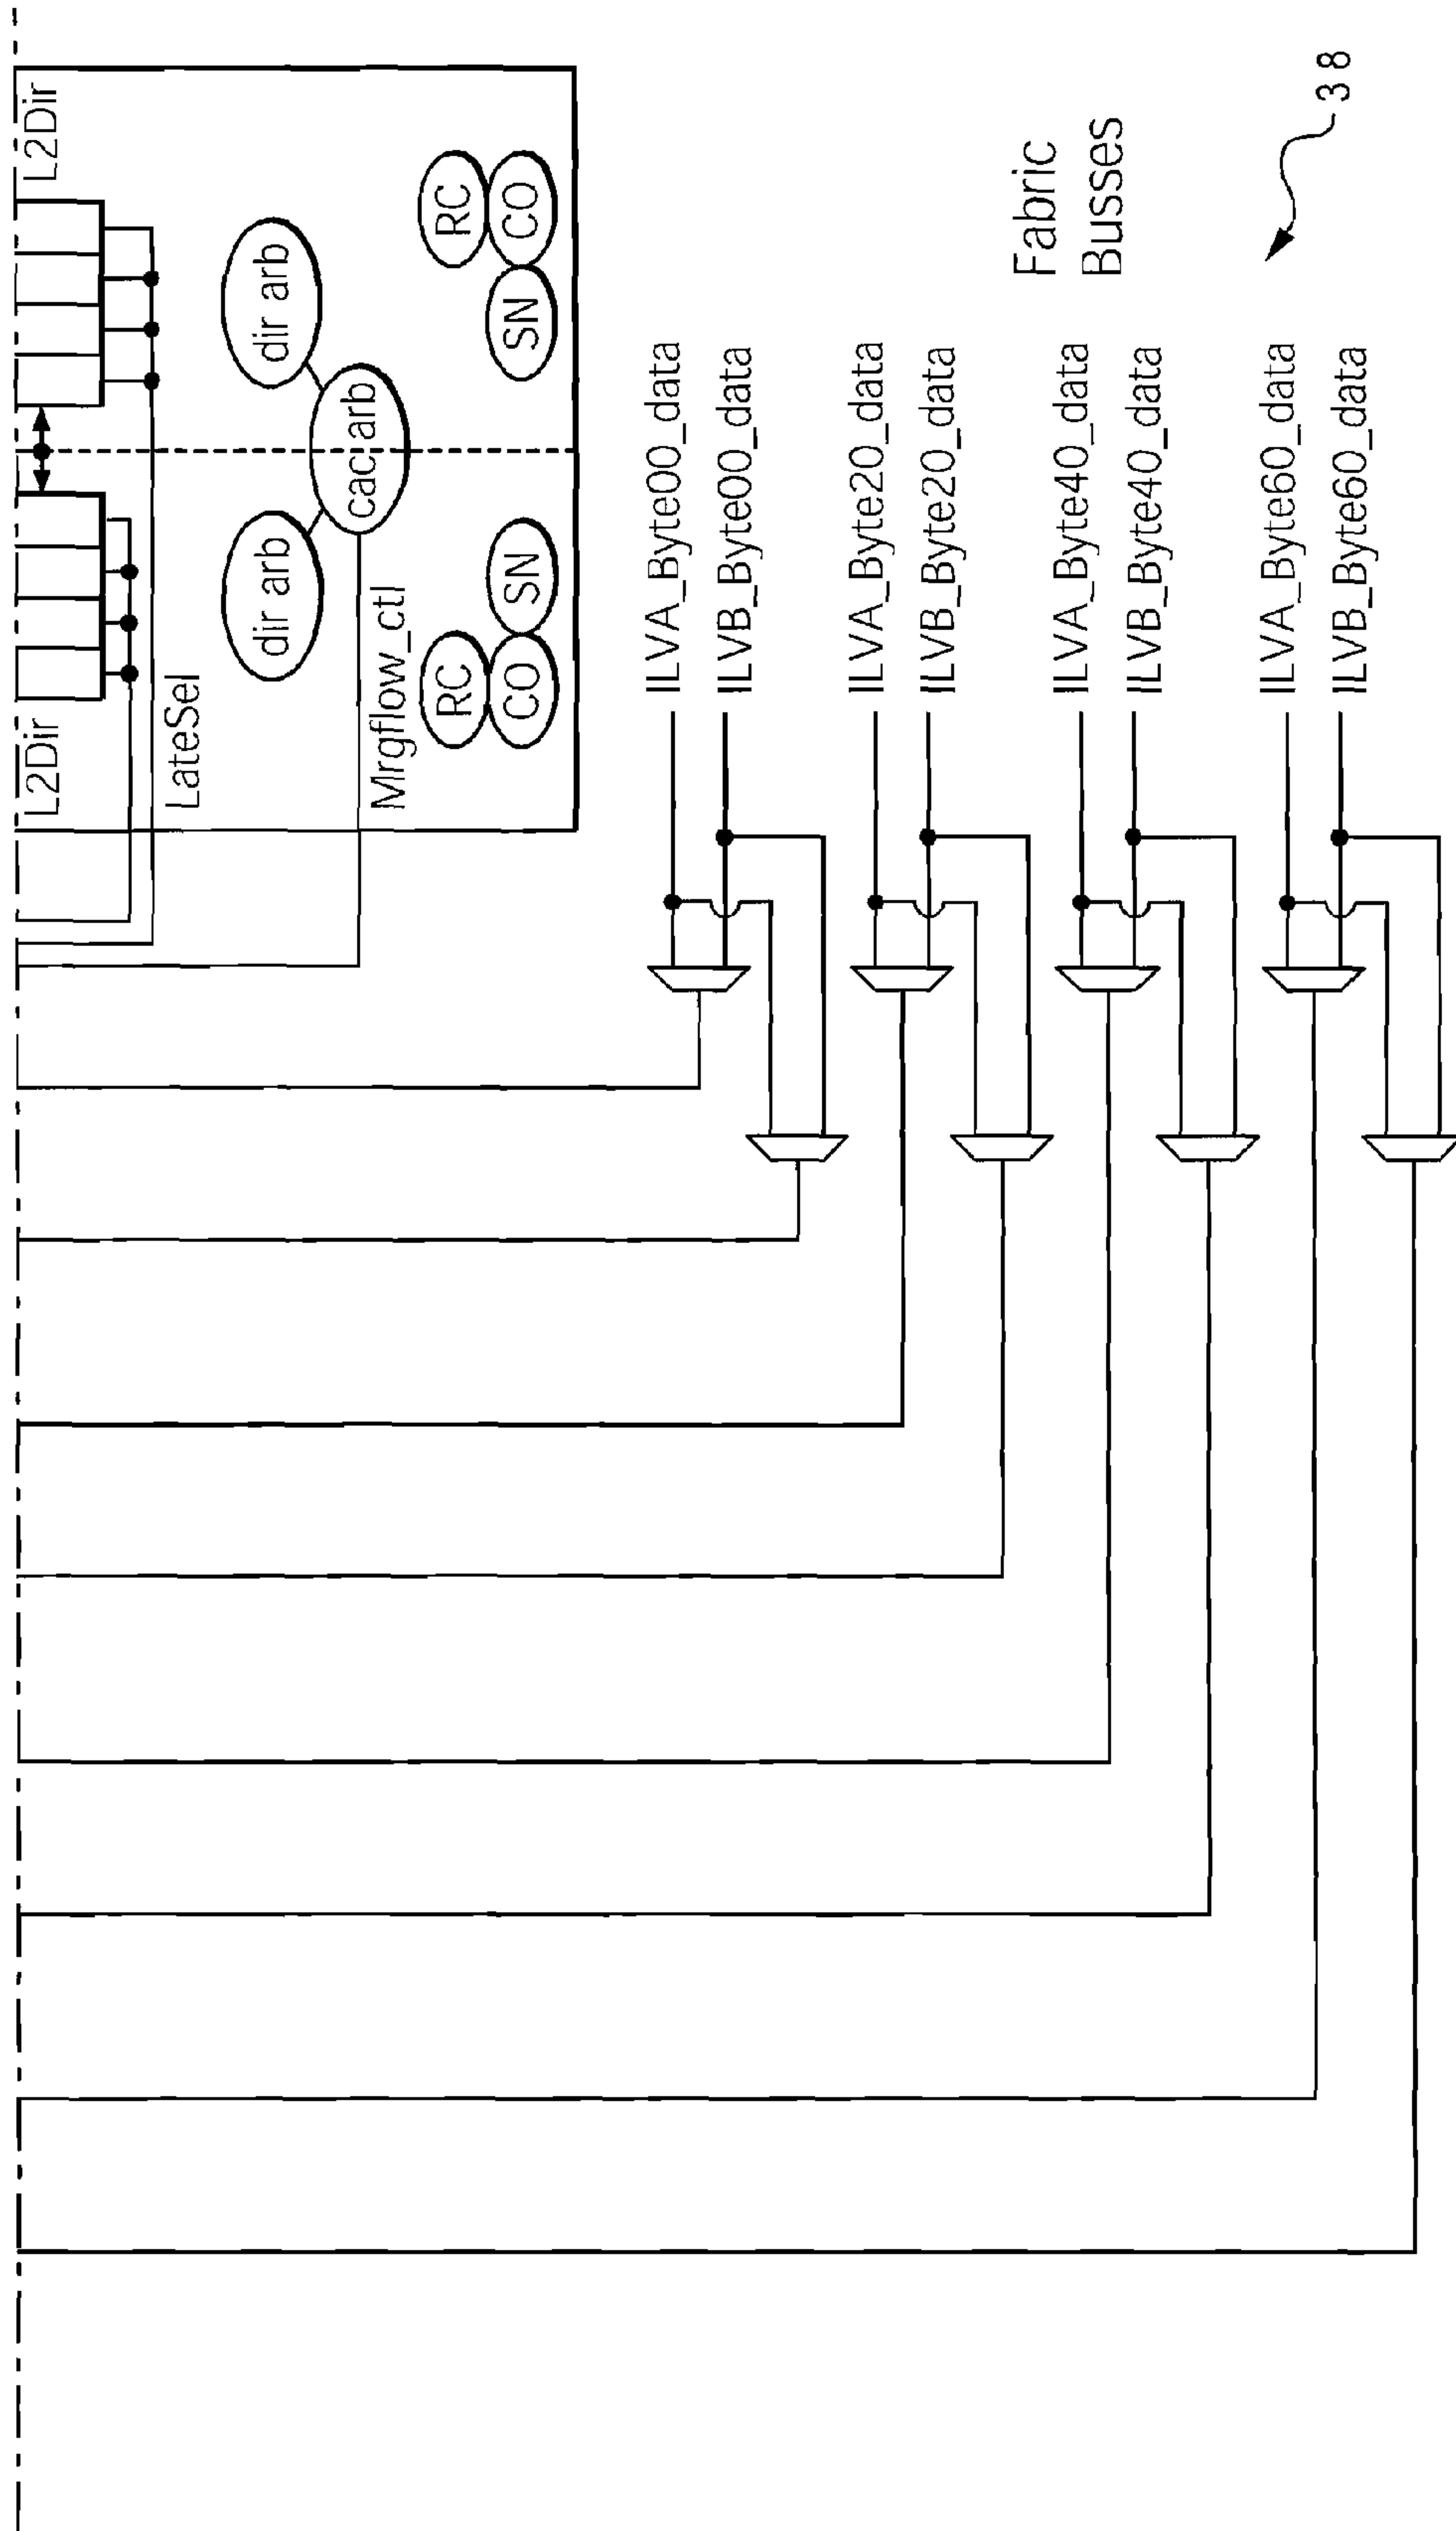 L2Dir
L2Dir
LateSel
dir arb
dir arb
cac arb
Mrgflow_ctl
RC
CO
SN
RC
CO
SN
ILVA_Byte00_data
ILVB_Byte00_data
ILVA_Byte20_data
ILVB_Byte20_data
ILVA_Byte40_data
ILVB_Byte40_data
ILVA_Byte60_data
ILVB_Byte60_data
Fabric
Busses
38